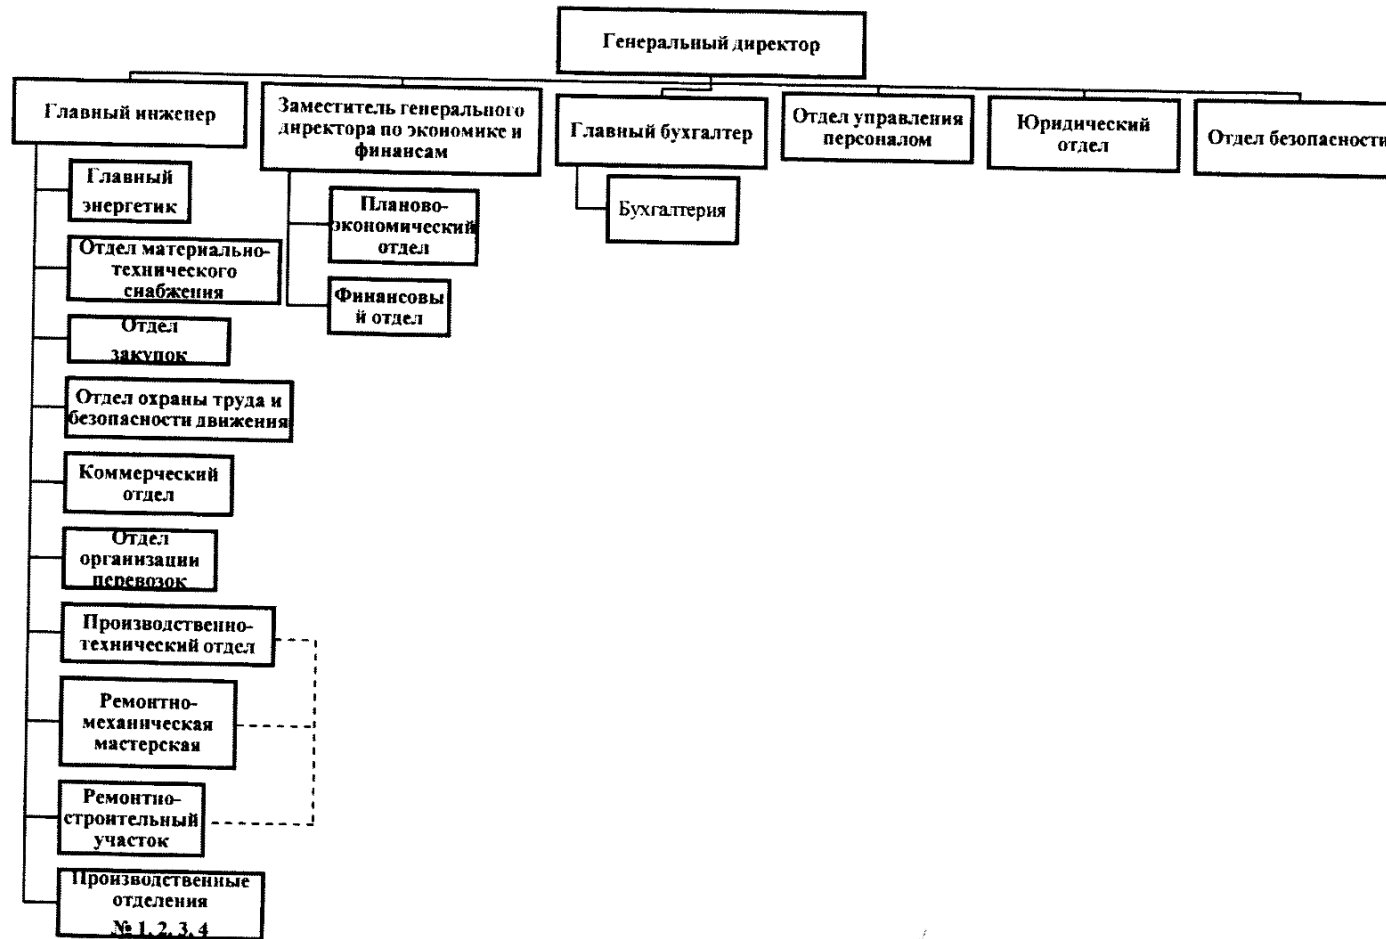 Генеральный директор
Главный инженер
Заместитель генерального
директора по экономике и
финансам
Главный бухгалтер
Отдел управления
персоналом
Юридический
отдел
Отдел безопасности
Главный
энергетик
Отдел материально-
технического
снабжения
Отдел
закупок
Отдел охраны труда и
безопасности движения
Коммерческий
отдел
Отдел
организации
перевозок
Производственно-
технический отдел
Ремонтно-
механическая
мастерская
Ремонтно-
строительный
участок
Производственные
отделения
№ 1, 2, 3, 4
Планово-
экономический
отдел
Финансовы
й отдел
Бухгалтерия